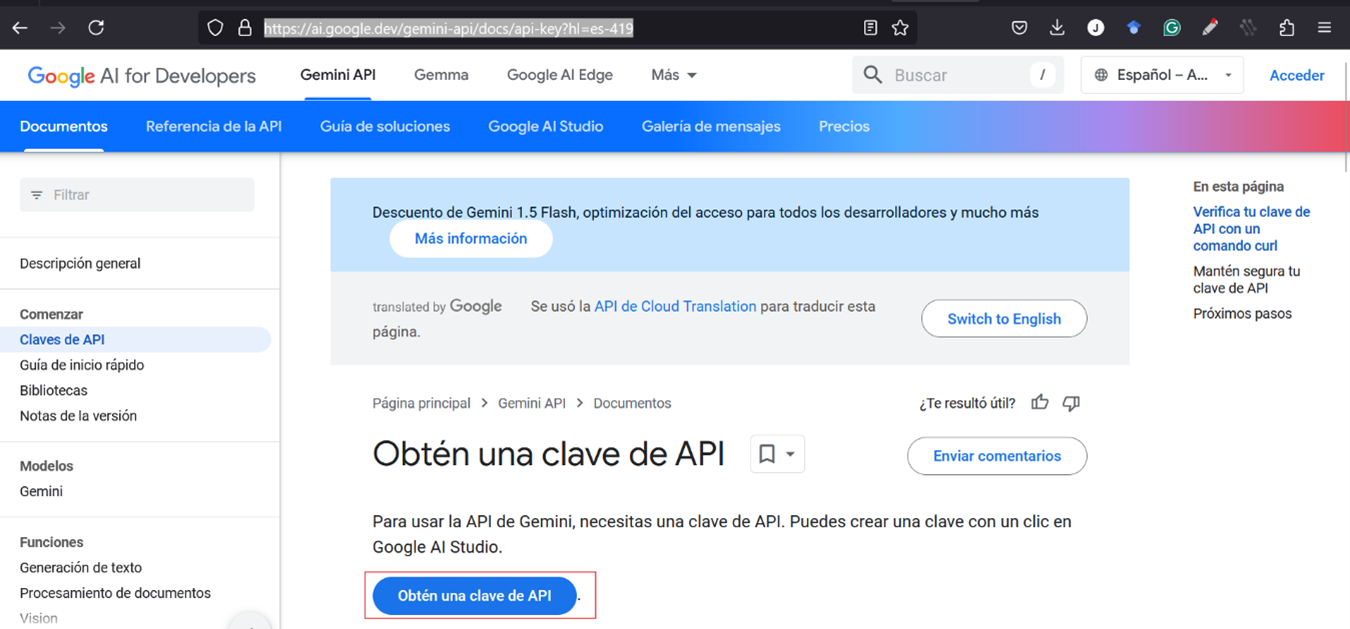 https://ai.google.dev/gemini-api/docs/api-key?hl=es-419
Google AI for Developers
Gemini API
Gemma
Google AI Edge
Más
Buscar
/
Español – A...
Acceder
Documentos
Referencia de la API
Guía de soluciones
Google AI Studio
Galería de mensajes
Precios
Filtrar
Descripción general
Comenzar
Claves de API
Guía de inicio rápido
Bibliotecas
Notas de la versión
Modelos
Gemini
Funciones
Generación de texto
Procesamiento de documentos
Vision
Descuento de Gemini 1.5 Flash, optimización del acceso para todos los desarrolladores y mucho más
Más información
translated by Google
Se usó la API de Cloud Translation para traducir esta
página.
Switch to English
Página principal > Gemini API > Documentos
¿Te resultó útil?
Obtén una clave de API
Enviar comentarios
Para usar la API de Gemini, necesitas una clave de API. Puedes crear una clave con un clic en
Google AI Studio.
Obtén una clave de API.
En esta página
Verifica tu clave de
API con un
comando curl
Mantén segura tu
clave de API
Próximos pasos